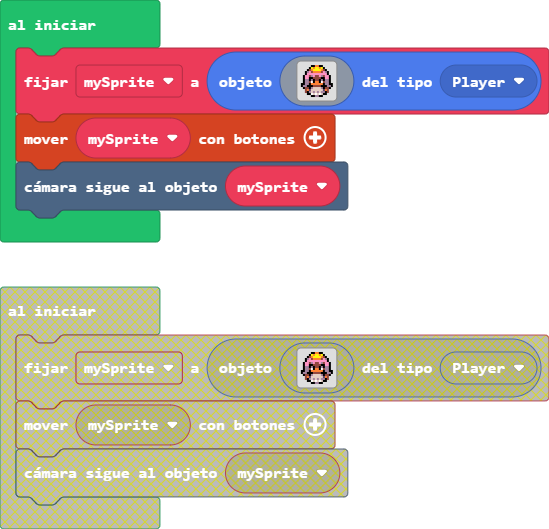 al iniciar
fijar mySprite a objeto del tipo Player
mover mySprite con botones
cámara sigue al objeto mySprite
al iniciar
fijar mySprite a objeto del tipo Player
mover mySprite con botones
cámara sigue al objeto mySprite